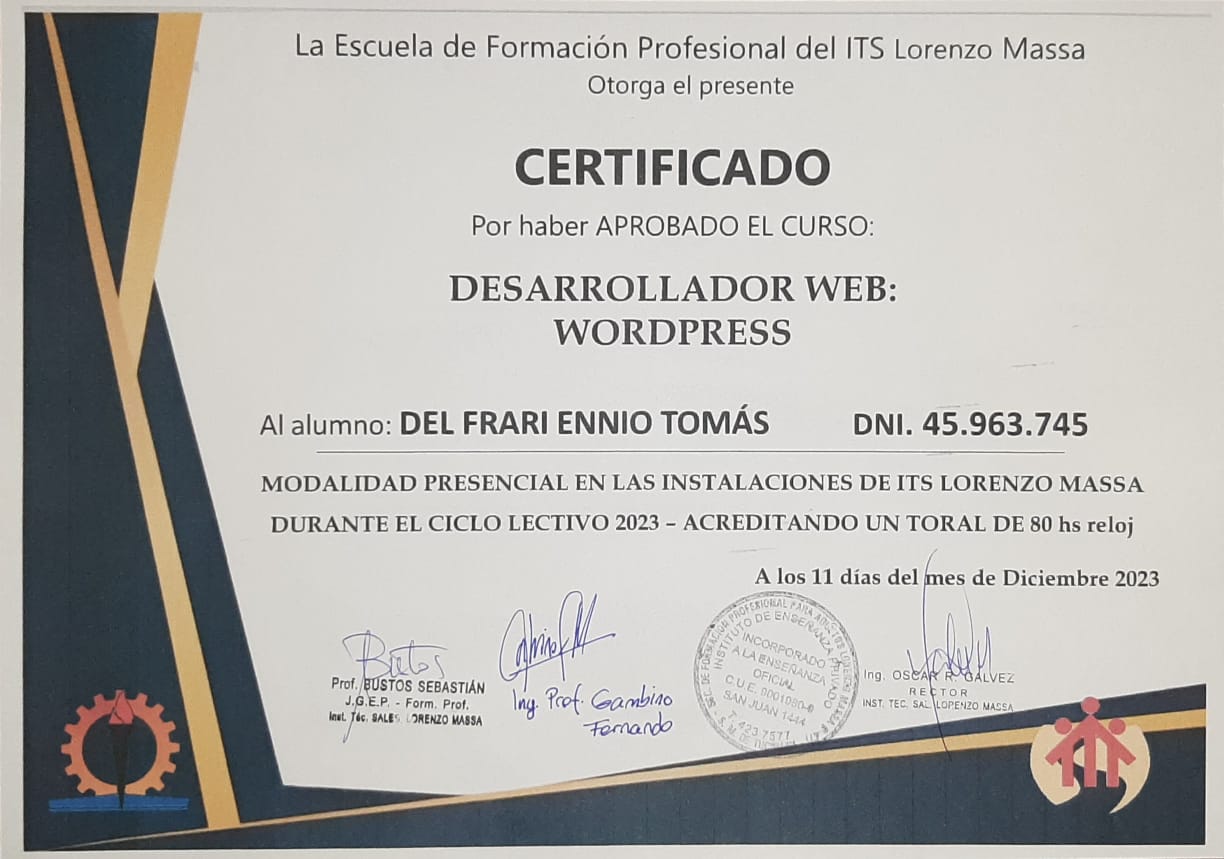 La Escuela de Formación Profesional del ITS Lorenzo Massa
Otorga el presente
CERTIFICADO
Por haber APROBADO EL CURSO:
DESARROLLADOR WEB:
WORDPRESS
Al alumno: DEL FRARI ENNIO TOMÁS DNI. 45.963.745
MODALIDAD PRESENCIAL EN LAS INSTALACIONES DE ITS LORENZO MASSA
DURANTE EL CICLO LECTIVO 2023 – ACREDITANDO UN TORAL DE 80 hs reloj
A los 11 días del mes de Diciembre 2023
Bustos
Prof. BUSTOS SEBASTIÁN
J.G.E.P. - Form. Prof.
Inst. Téc. SALES. LORENZO MASSA
Ing. Prof. Gambino
Fernando
INSTITUTO DE ENSEÑANZA PRIVADO
INCORPORADO
A LA ENSEÑANZA
OFICIAL
SAN JUAN 1444
T. 423 7577
Ing. OSCAR R. GALVEZ
RECTOR
INST. TEC. SAL. LOPENZO MASSA